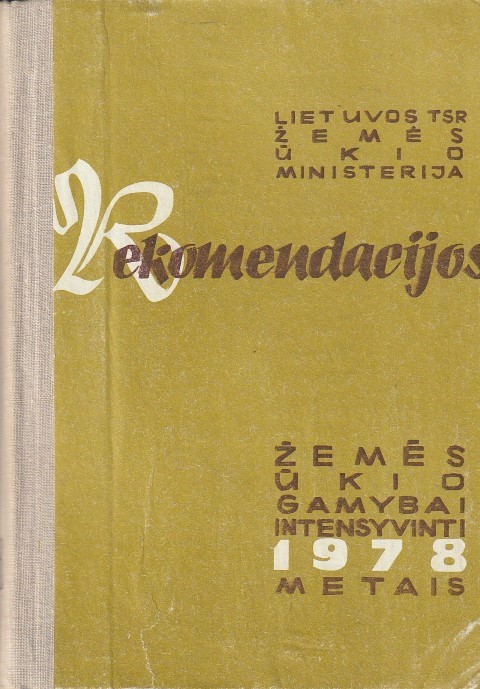 LIETUVOS TSR
ŽEMĖS
ŪKIO
MINISTERIJA
Rekomendacijos
ŽEMĖS
ŪKIO
GAMYBAI
INTENSYVINTI
1978
METAIS